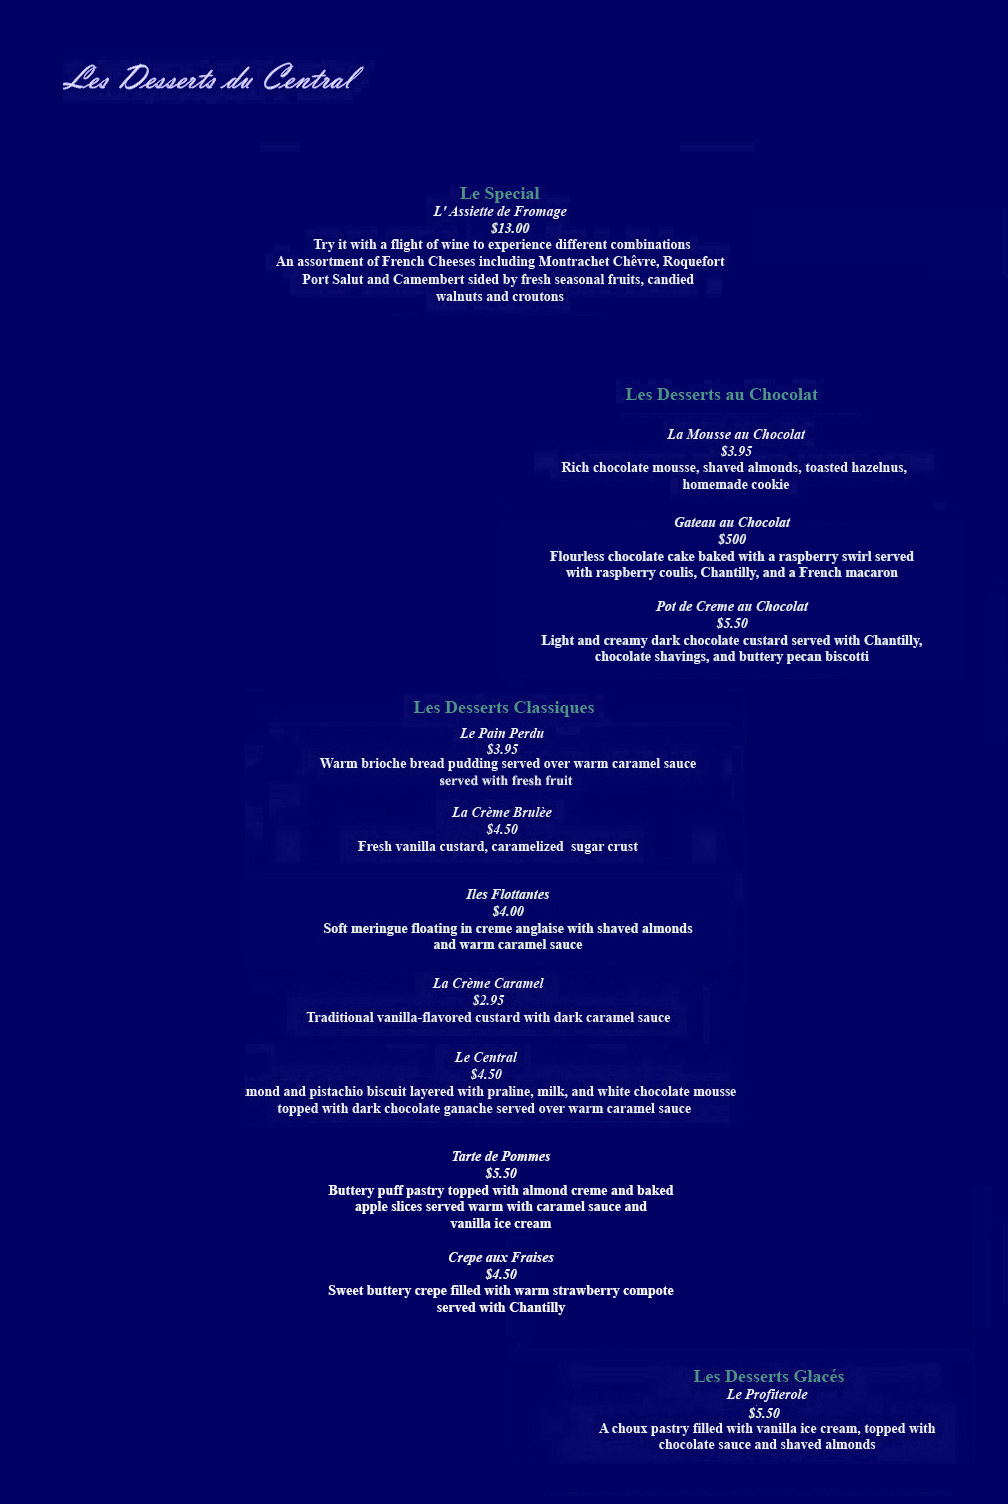 Les Desserts du Central
Le Special
L' Assiette de Fromage
$13.00
Try it with a flight of wine to experience different combinations
An assortment of French Cheeses including Montrachet Chêvre, Roquefort
Port Salut and Camembert sided by fresh seasonal fruits, candied
walnuts and croutons
Les Desserts au Chocolat
La Mousse au Chocolat
$3.95
Rich chocolate mousse, shaved almonds, toasted hazelnus,
homemade cookie
Gateau au Chocolat
$500
Flourless chocolate cake baked with a raspberry swirl served
with raspberry coulis, Chantilly, and a French macaron
Pot de Creme au Chocolat
$5.50
Light and creamy dark chocolate custard served with Chantilly,
chocolate shavings, and buttery pecan biscotti
Les Desserts Classiques
Le Pain Perdu
$3.95
Warm brioche bread pudding served over warm caramel sauce
served with fresh fruit
La Crème Brulèe
$4.50
Fresh vanilla custard, caramelized sugar crust
Iles Flottantes
$4.00
Soft meringue floating in creme anglaise with shaved almonds
and warm caramel sauce
La Crème Caramel
$2.95
Traditional vanilla-flavored custard with dark caramel sauce
Le Central
$4.50
mond and pistachio biscuit layered with praline, milk, and white chocolate mousse
topped with dark chocolate ganache served over warm caramel sauce
Tarte de Pommes
$5.50
Buttery puff pastry topped with almond creme and baked
apple slices served warm with caramel sauce and
vanilla ice cream
Crepe aux Fraises
$4.50
Sweet buttery crepe filled with warm strawberry compote
served with Chantilly
Les Desserts Glacés
Le Profiterole
$5.50
A choux pastry filled with vanilla ice cream, topped with
chocolate sauce and shaved almonds